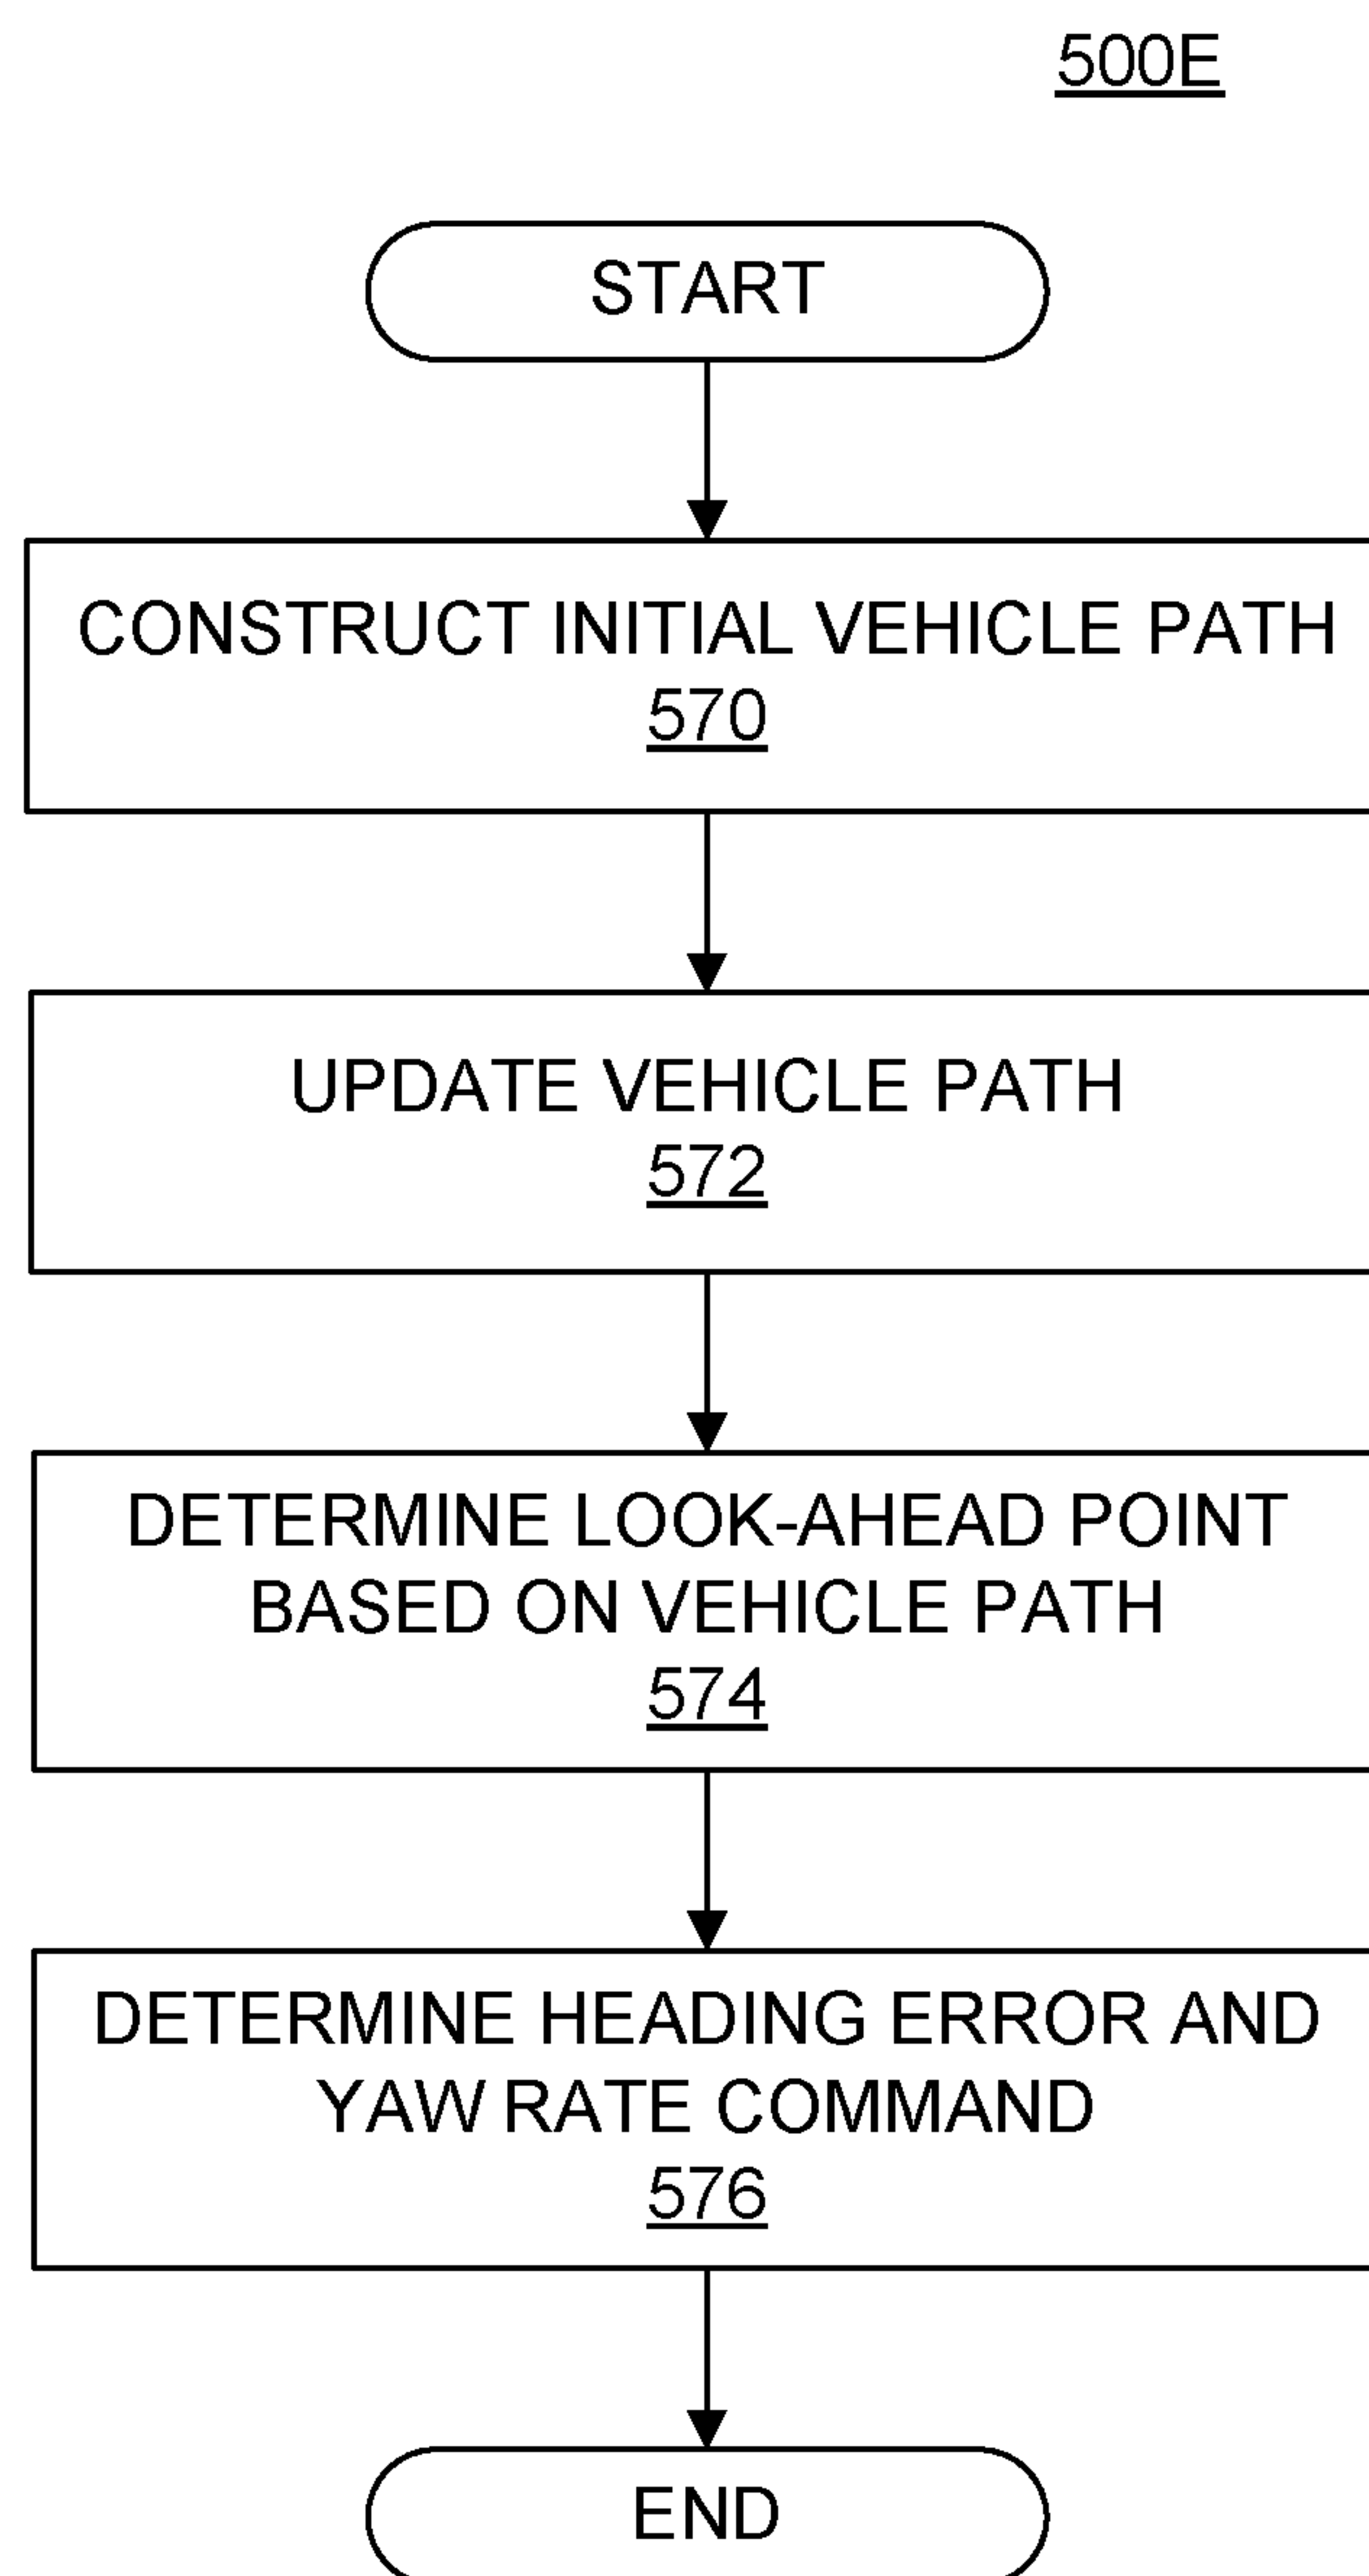 500E
START
CONSTRUCT INITIAL VEHICLE PATH
570
UPDATE VEHICLE PATH
572
DETERMINE LOOK-AHEAD POINT
BASED ON VEHICLE PATH
574
DETERMINE HEADING ERROR AND
YAW RATE COMMAND
576
END